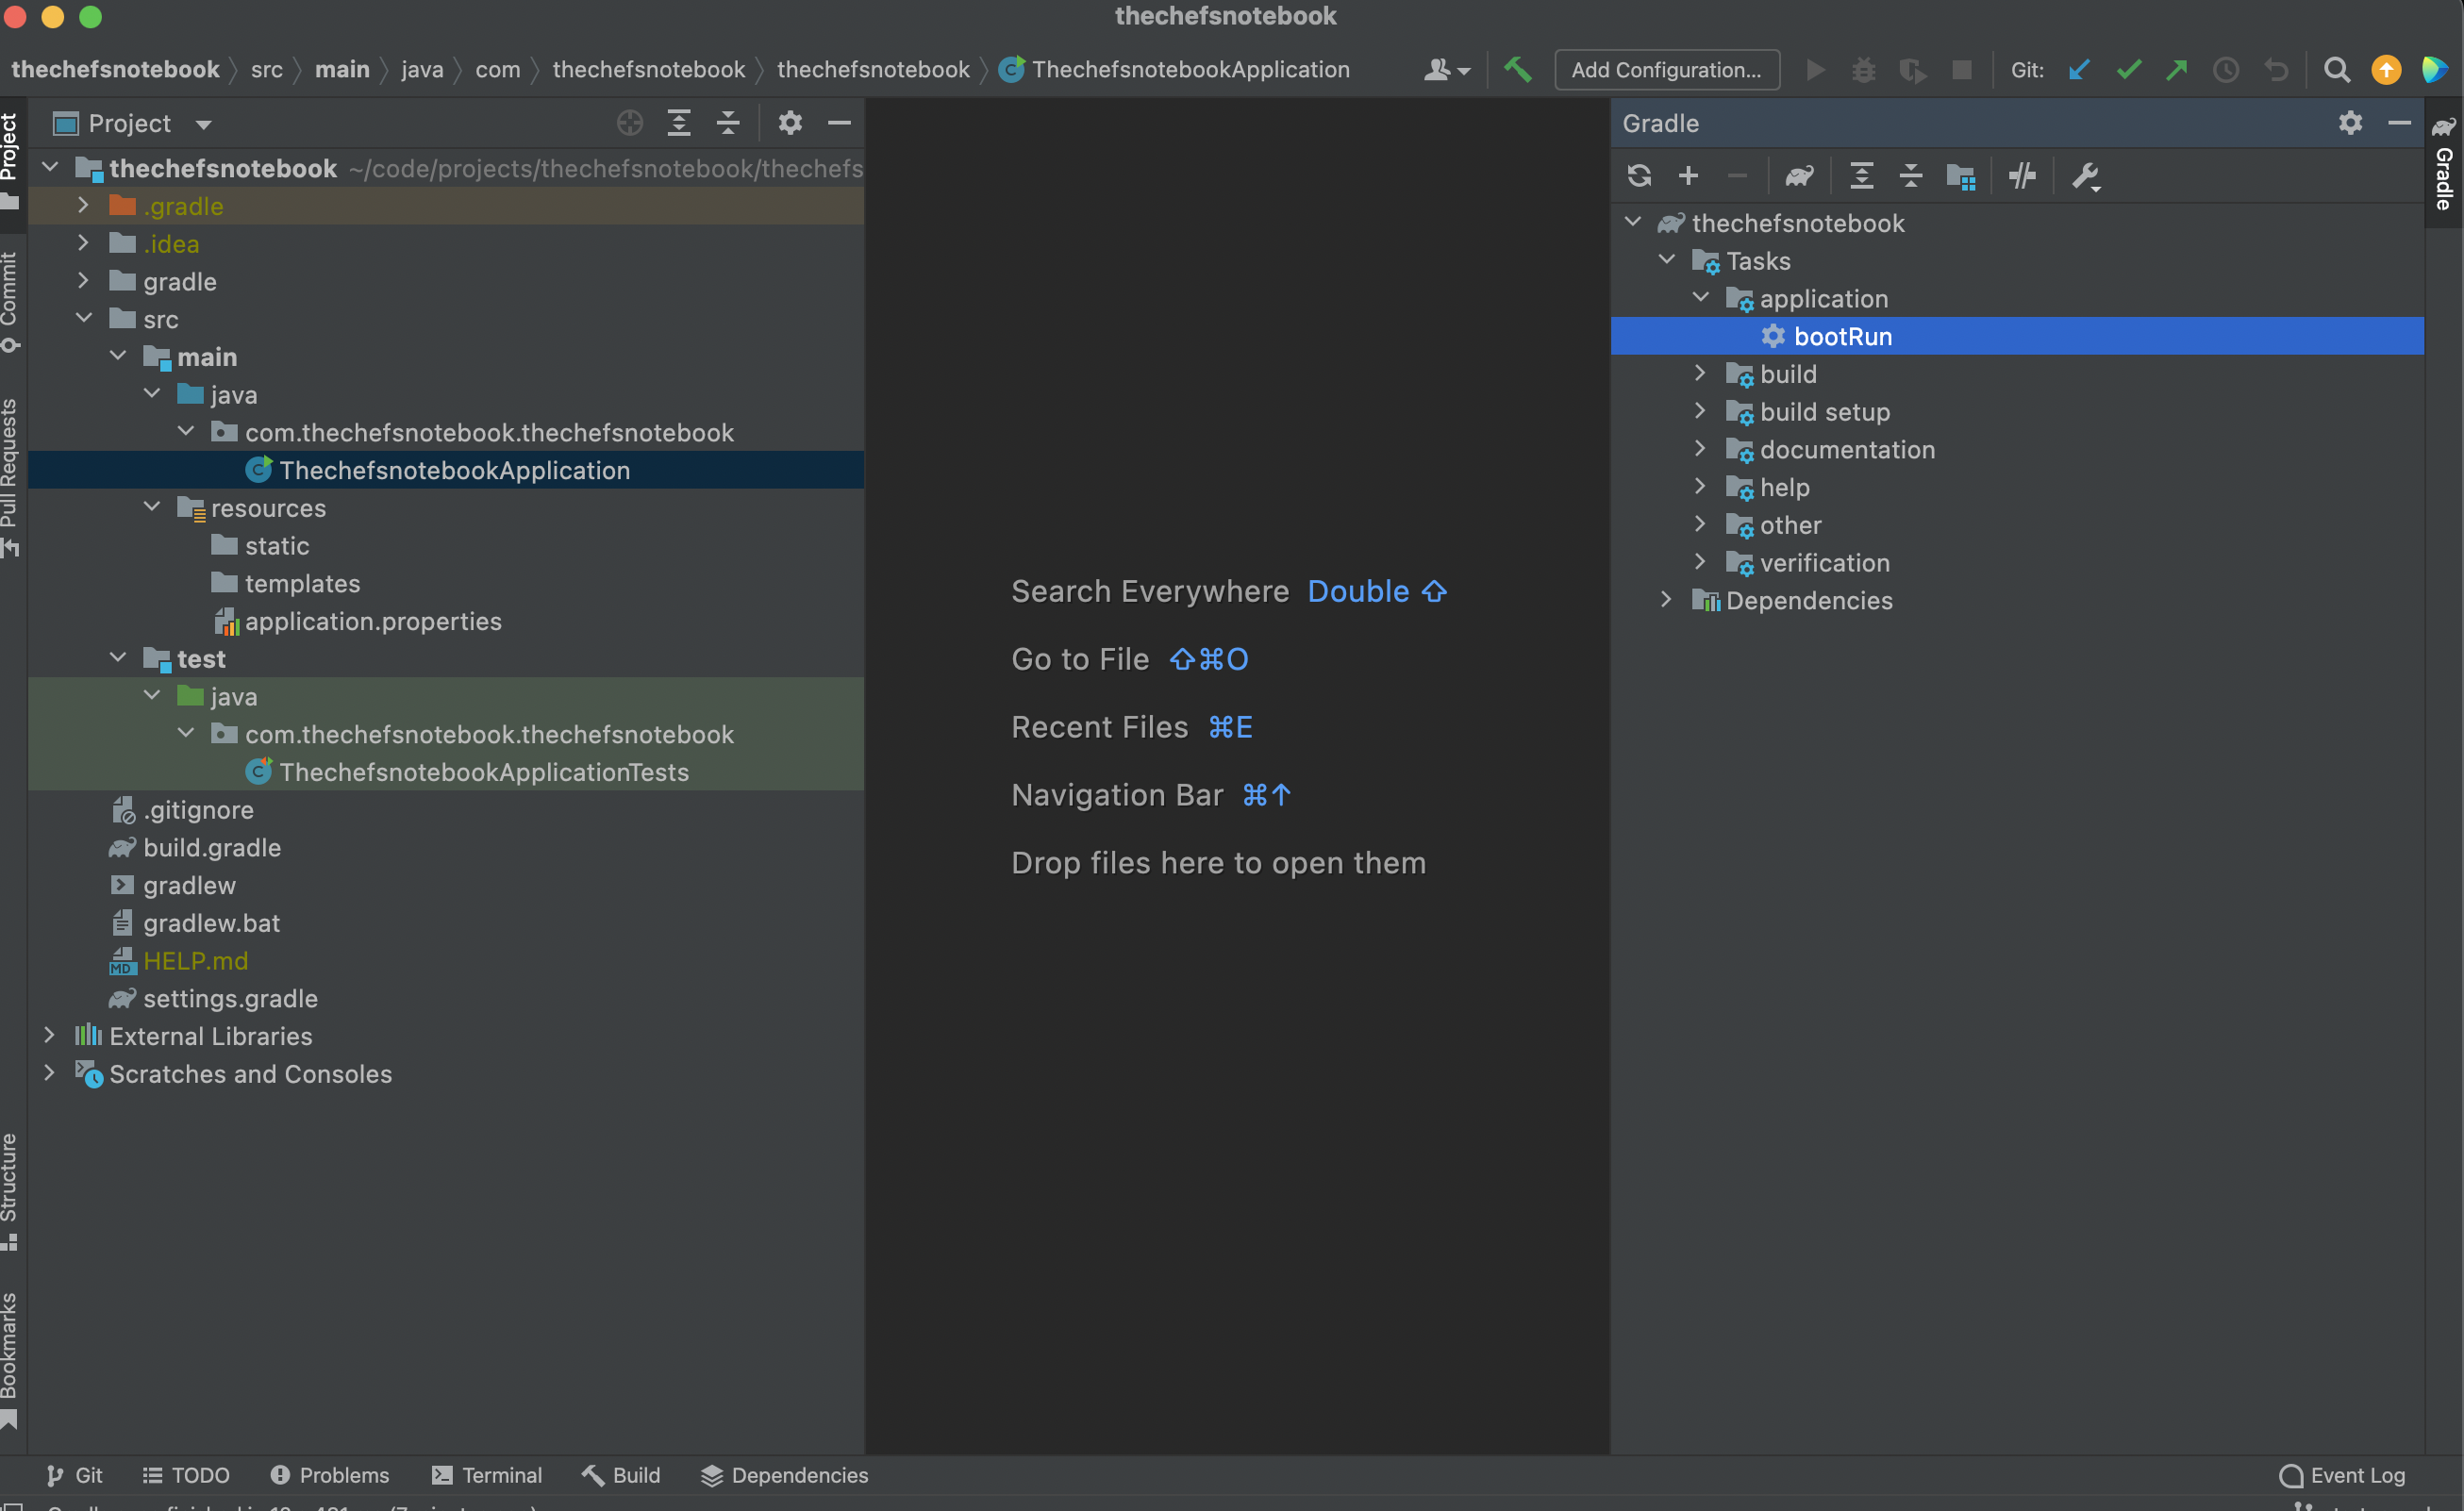 thechefsnotebook
thechefsnotebook src main java com thechefsnotebook thechefsnotebook ThechefsnotebookApplication Add Configuration... Git:
Project
Commit
Pull Requests
Structure
Bookmarks
Project
thechefsnotebook ~/code/projects/thechefsnotebook/thechefs
.gradle
.idea
gradle
src
main
java
com.thechefsnotebook.thechefsnotebook
ThechefsnotebookApplication
resources
static
templates
application.properties
test
java
com.thechefsnotebook.thechefsnotebook
ThechefsnotebookApplicationTests
.gitignore
build.gradle
gradlew
gradlew.bat
HELP.md
settings.gradle
External Libraries
Scratches and Consoles
Search Everywhere Double ⇧
Go to File ⇧⌘O
Recent Files ⌘E
Navigation Bar ⌘↑
Drop files here to open them
Gradle
thechefsnotebook
Tasks
application
bootRun
build
build setup
documentation
help
other
verification
Dependencies
Gradle
Git TODO Problems Terminal Build Dependencies Event Log